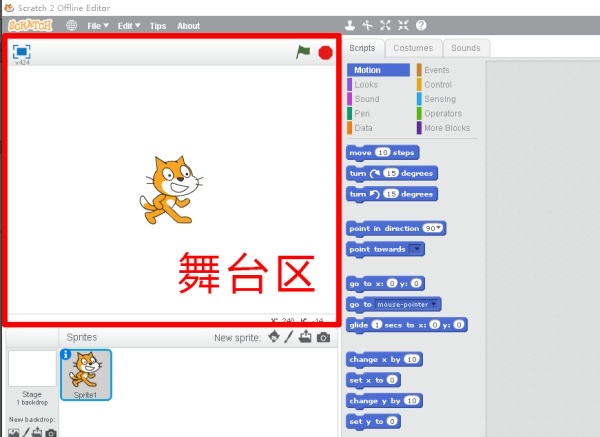 Scratch 2 Offline Editor
SCRATCH File Edit Tips About
v424
Scripts Costumes Sounds
Motion Events
Looks Control
Sound Sensing
Pen Operators
Data More Blocks
move 10 steps
turn 15 degrees
turn 15 degrees
point in direction 90
point towards
go to x: 0 y: 0
go to mouse-pointer
glide 1 secs to x: 0 y: 0
change x by 10
set x to 0
change y by 10
set y to 0
舞台区
Sprites New sprite:
Sprite1
Stage
1 backdrop
New backdrop: